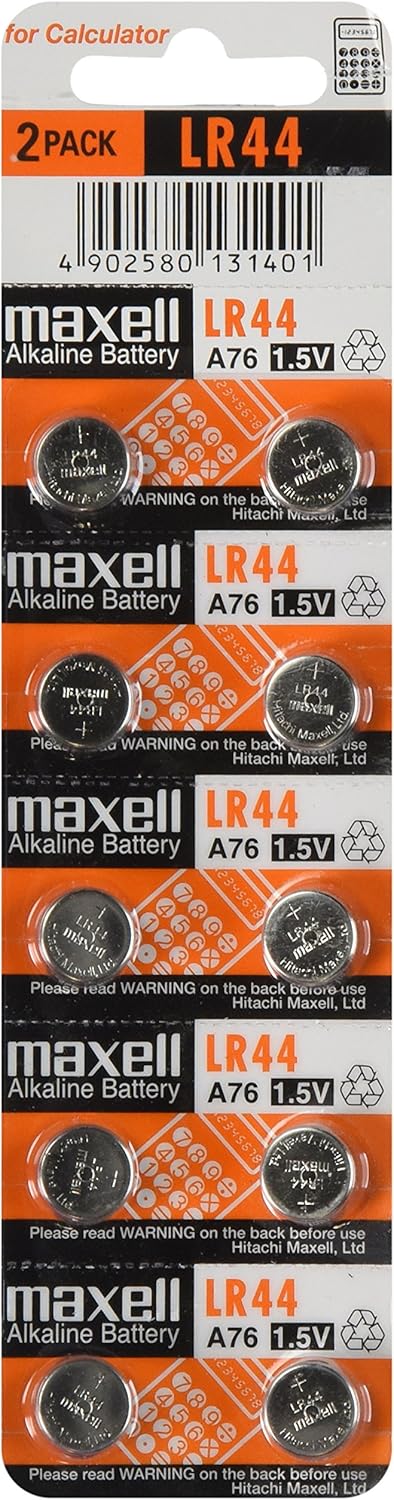 for Calculator
2PACK LR44
4 902580 131401
maxell LR44
Alkaline Battery A76 1.5V
LR44 LR44
maxell
Please read WARNING on the back before use
Hitachi Maxell, Ltd
maxell LR44
Alkaline Battery A76 1.5V
maxell LR44
LR44 maxell
Hitachi Maxell, Ltd.
Please read WARNING on the back before use
Hitachi Maxell, Ltd
maxell LR44
Alkaline Battery A76 1.5V
LR44 LR44
maxell maxell
Please read WARNING on the back before use
Hitachi Maxell, Ltd
maxell LR44
Alkaline Battery A76 1.5V
maxell
LR44
Please read WARNING on the back before use
Hitachi Maxell, Ltd
maxell LR44
Alkaline Battery A76 1.5V
LR44 LR44
maxell maxell
Please read WARNING on the back before use
Hitachi Maxell, Ltd